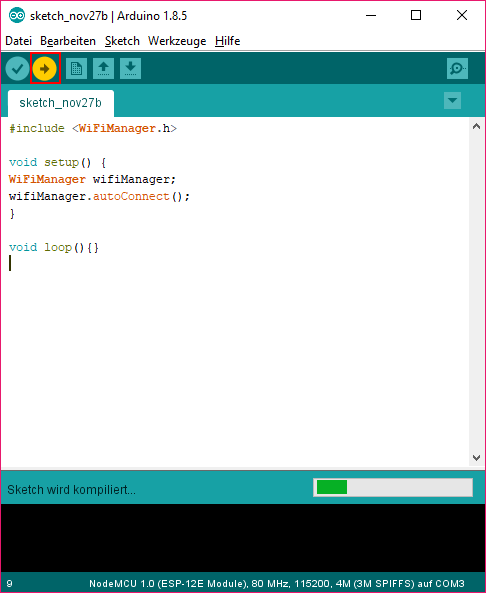 sketch_nov27b | Arduino 1.8.5
Datei Bearbeiten Sketch Werkzeuge Hilfe
sketch_nov27b
#include <WiFiManager.h>
void setup() {
WiFiManager wifiManager;
wifiManager.autoConnect();
}
void loop(){}
Sketch wird kompiliert...
9 NodeMCU 1.0 (ESP-12E Module), 80 MHz, 115200, 4M (3M SPIFFS) auf COM3